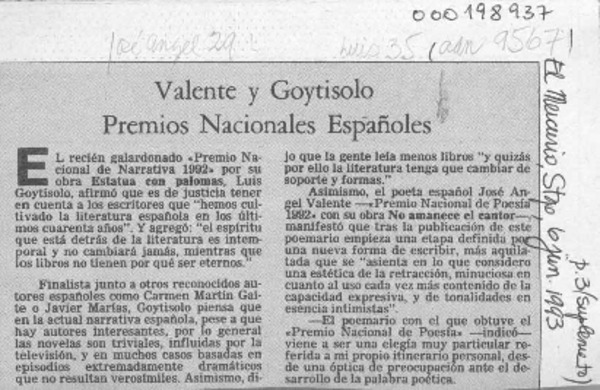 000198937
José Angel 29
Luis 35 (adn 95671
Valente y Goytisolo
Premios Nacionales Españoles
EL recién galardonado «Premio Na-
cional de Narrativa 1992» por su
obra Estatua con palomas, Luis
Goytisolo, afirmó que es de justicia tener
en cuenta a los escritores que "hemos cul-
tivado la literatura española en los últi-
mos cuarenta años". Y agregó: "el espíritu
que está detrás de la literatura es intem-
poral y no cambiará jamás, mientras que
los libros no tienen por qué ser eternos."
Finalista junto a otros reconocidos au-
tores españoles como Carmen Martín Gai-
te o Javier Marías, Goytisolo piensa que
en la actual narrativa española, pese a que
hay autores interesantes, por lo general
las novelas son triviales, influidas por la
televisión, y en muchos casos basadas en
episodios extremadamente dramáticos
que no resultan verosímiles. Asimismo, di-
jo que la gente leía menos libros "y quizás
por ello la literatura tenga que cambiar de
soporte y formas."
Asimismo, el poeta español José An-
gel Valente —«Premio Nacional de Poesía
1992» con su obra No amanece el cantor—,
manifestó que tras la publicación de este
poemario empieza una etapa definida por
una nueva forma de escribir, más aquila-
tada que se "asienta en lo que considero
una estética de la retracción, minuciosa en
cuanto al uso cada vez más contenido de la
capacidad expresiva, y de tonalidades en
esencia intimistas".
—El poemario con el que obtuve el
«Premio Nacional de Poesía» —indicó—
viene a ser una elegía muy particular re-
ferida a mi propio itinerario personal, des-
de una óptica de preocupación ante el de-
sarrollo de la palabra poética.
El Mercurio, Stgo, 6 jun. 1993
p. 3 (suplemento)